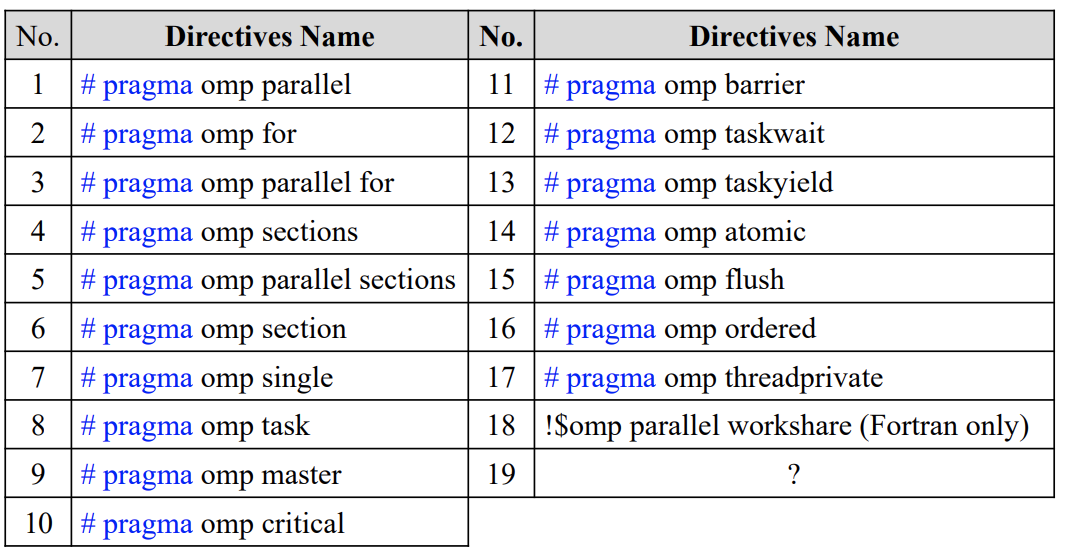 No. Directives Name No. Directives Name
1 # pragma omp parallel 11 # pragma omp barrier
2 # pragma omp for 12 # pragma omp taskwait
3 # pragma omp parallel for 13 # pragma omp taskyield
4 # pragma omp sections 14 # pragma omp atomic
5 # pragma omp parallel sections 15 # pragma omp flush
6 # pragma omp section 16 # pragma omp ordered
7 # pragma omp single 17 # pragma omp threadprivate
8 # pragma omp task 18 !$omp parallel workshare (Fortran only)
9 # pragma omp master 19 ?
10 # pragma omp critical